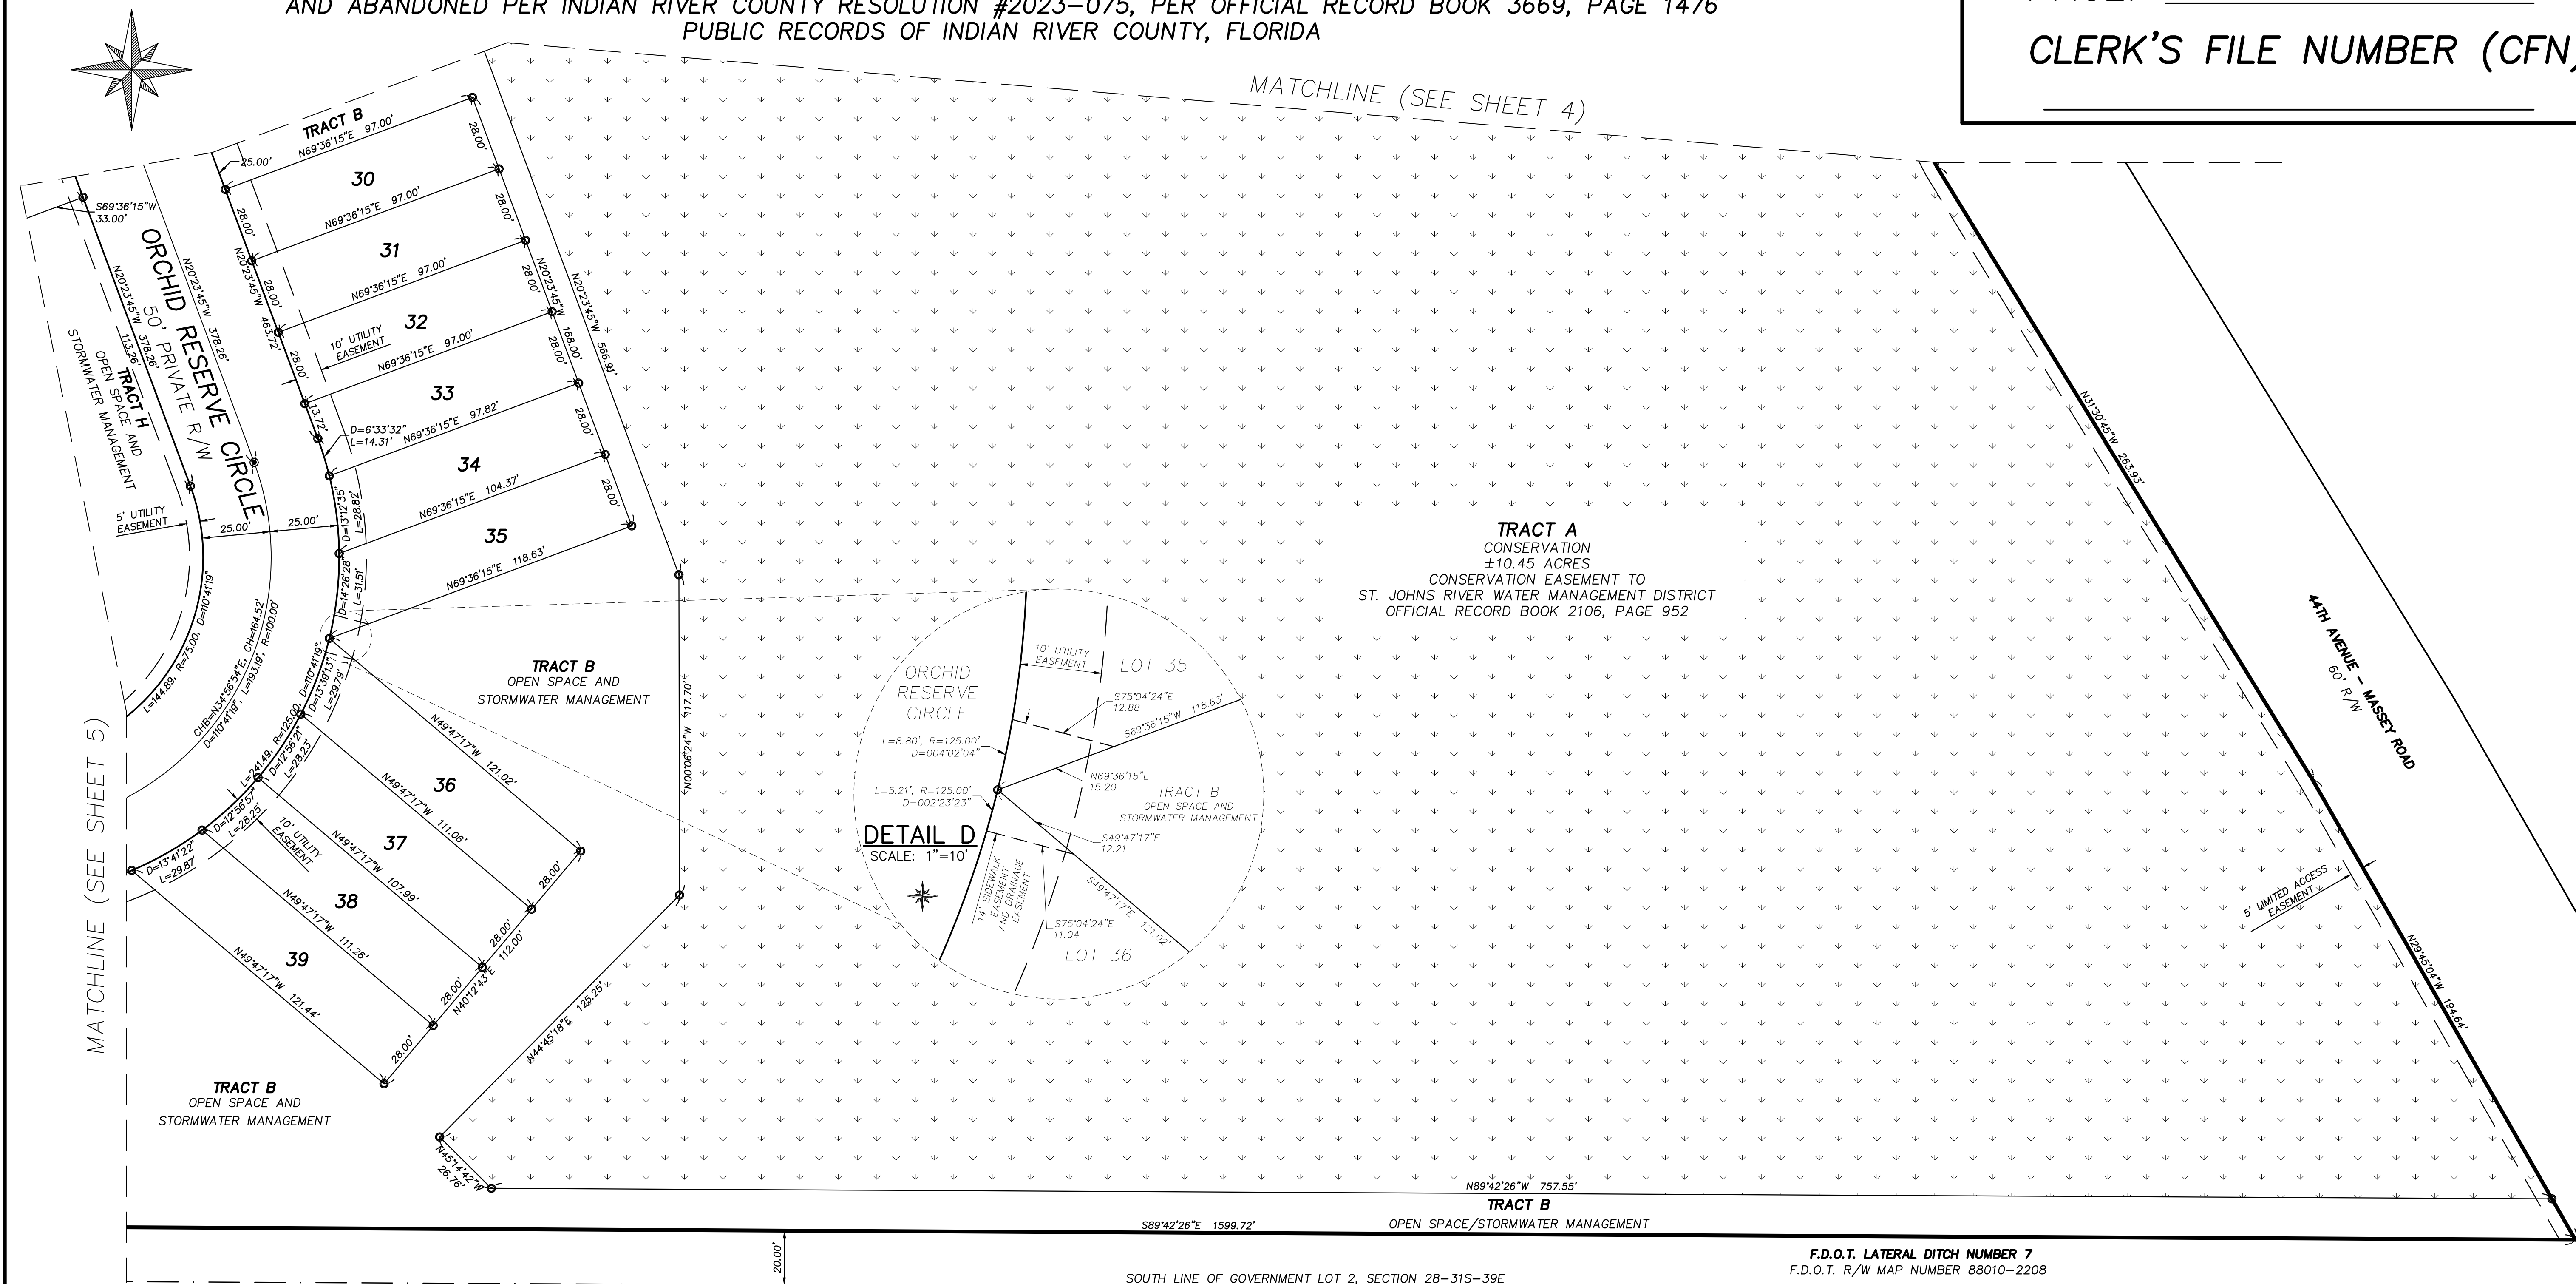 AND ABANDONED PER INDIAN RIVER COUNTY RESOLUTION #2023-075, PER OFFICIAL RECORD BOOK 3669, PAGE 1476
PUBLIC RECORDS OF INDIAN RIVER COUNTY, FLORIDA
CLERK'S FILE NUMBER (CFN)
MATCHLINE (SEE SHEET 4)
TRACT B
N69°36'15"E 97.00'
28.00'
25.00'
30
S69°36'15"W
33.00'
N69°36'15"E 97.00'
28.00'
28.00'
31
N69°36'15"E 97.00'
28.00'
28.00'
N20°23'45"W 463.72'
N20°23'45"W 168.00'
N20°23'45"W 566.91'
32
10' UTILITY
EASEMENT
N69°36'15"E 97.00'
28.00'
28.00'
33
13.72'
D=6°33'32"
L=14.31'
N69°36'15"E 97.82'
28.00'
34
N69°36'15"E 104.37'
28.00'
D=13°12'35"
L=28.82'
35
N69°36'15"E 118.63'
D=14°26'28"
L=31.51'
ORCHID RESERVE CIRCLE
50' PRIVATE R/W
N20°23'45"W 378.26'
N20°23'45"W 378.26'
113.26'
TRACT H
OPEN SPACE AND
STORMWATER MANAGEMENT
5' UTILITY
EASEMENT
25.00'
25.00'
L=144.89, R=75.00, D=110°41'19"
CHB=N34°56'54"E, CH=164.52'
D=110°41'19", L=193.19', R=100.00'
L=241.49, R=125.00, D=110°41'19"
D=13°39'13"
L=29.79'
D=12°56'21"
L=28.23'
D=12°56'57"
L=28.25'
D=13°41'22"
L=29.87'
10' UTILITY
EASEMENT
TRACT B
OPEN SPACE AND
STORMWATER MANAGEMENT
N00°06'24"W 117.70'
N49°47'17"W 121.02'
36
N49°47'17"W 111.06'
28.00'
37
N49°47'17"W 107.99'
28.00'
38
N49°47'17"W 111.26'
28.00'
N40°12'43"E 112.00'
39
N49°47'17"W 121.44'
28.00'
N44°45'18"E 125.25'
N45°14'42"W
26.76'
MATCHLINE (SEE SHEET 5)
TRACT B
OPEN SPACE AND
STORMWATER MANAGEMENT
ORCHID
RESERVE
CIRCLE
10' UTILITY
EASEMENT
LOT 35
S75°04'24"E
12.88
S69°36'15"W 118.63'
L=8.80', R=125.00'
D=004°02'04"
N69°36'15"E
15.20
L=5.21', R=125.00'
D=002°23'23"
TRACT B
OPEN SPACE AND
STORMWATER MANAGEMENT
DETAIL D
SCALE: 1"=10'
S49°47'17"E
12.21
14' SIDEWALK
EASEMENT
AND DRAINAGE
EASEMENT
S49°47'17"E 121.02'
S75°04'24"E
11.04
LOT 36
TRACT A
CONSERVATION
±10.45 ACRES
CONSERVATION EASEMENT TO
ST. JOHNS RIVER WATER MANAGEMENT DISTRICT
OFFICIAL RECORD BOOK 2106, PAGE 952
N31°30'45"W 263.93'
44TH AVENUE - MASSEY ROAD
60' R/W
5' LIMITED ACCESS
EASEMENT
N29°45'04"W 194.64'
N89°42'26"W 757.55'
TRACT B
S89°42'26"E 1599.72'
OPEN SPACE/STORMWATER MANAGEMENT
20.00'
F.D.O.T. LATERAL DITCH NUMBER 7
F.D.O.T. R/W MAP NUMBER 88010-2208
SOUTH LINE OF GOVERNMENT LOT 2, SECTION 28-31S-39E